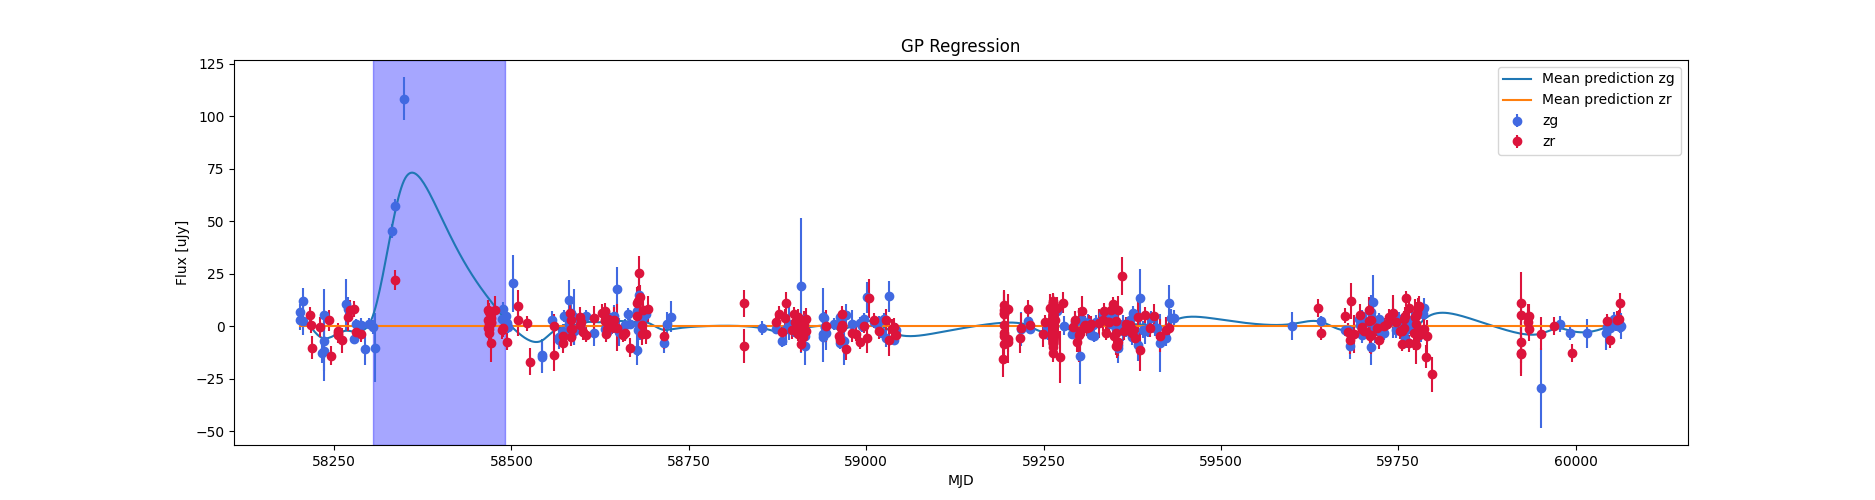 GP Regression
Flux [uJy]
125
100
75
50
25
0
−25
−50
Mean prediction zg
Mean prediction zr
zg
zr
58250
58500
58750
59000
59250
59500
59750
60000
MJD